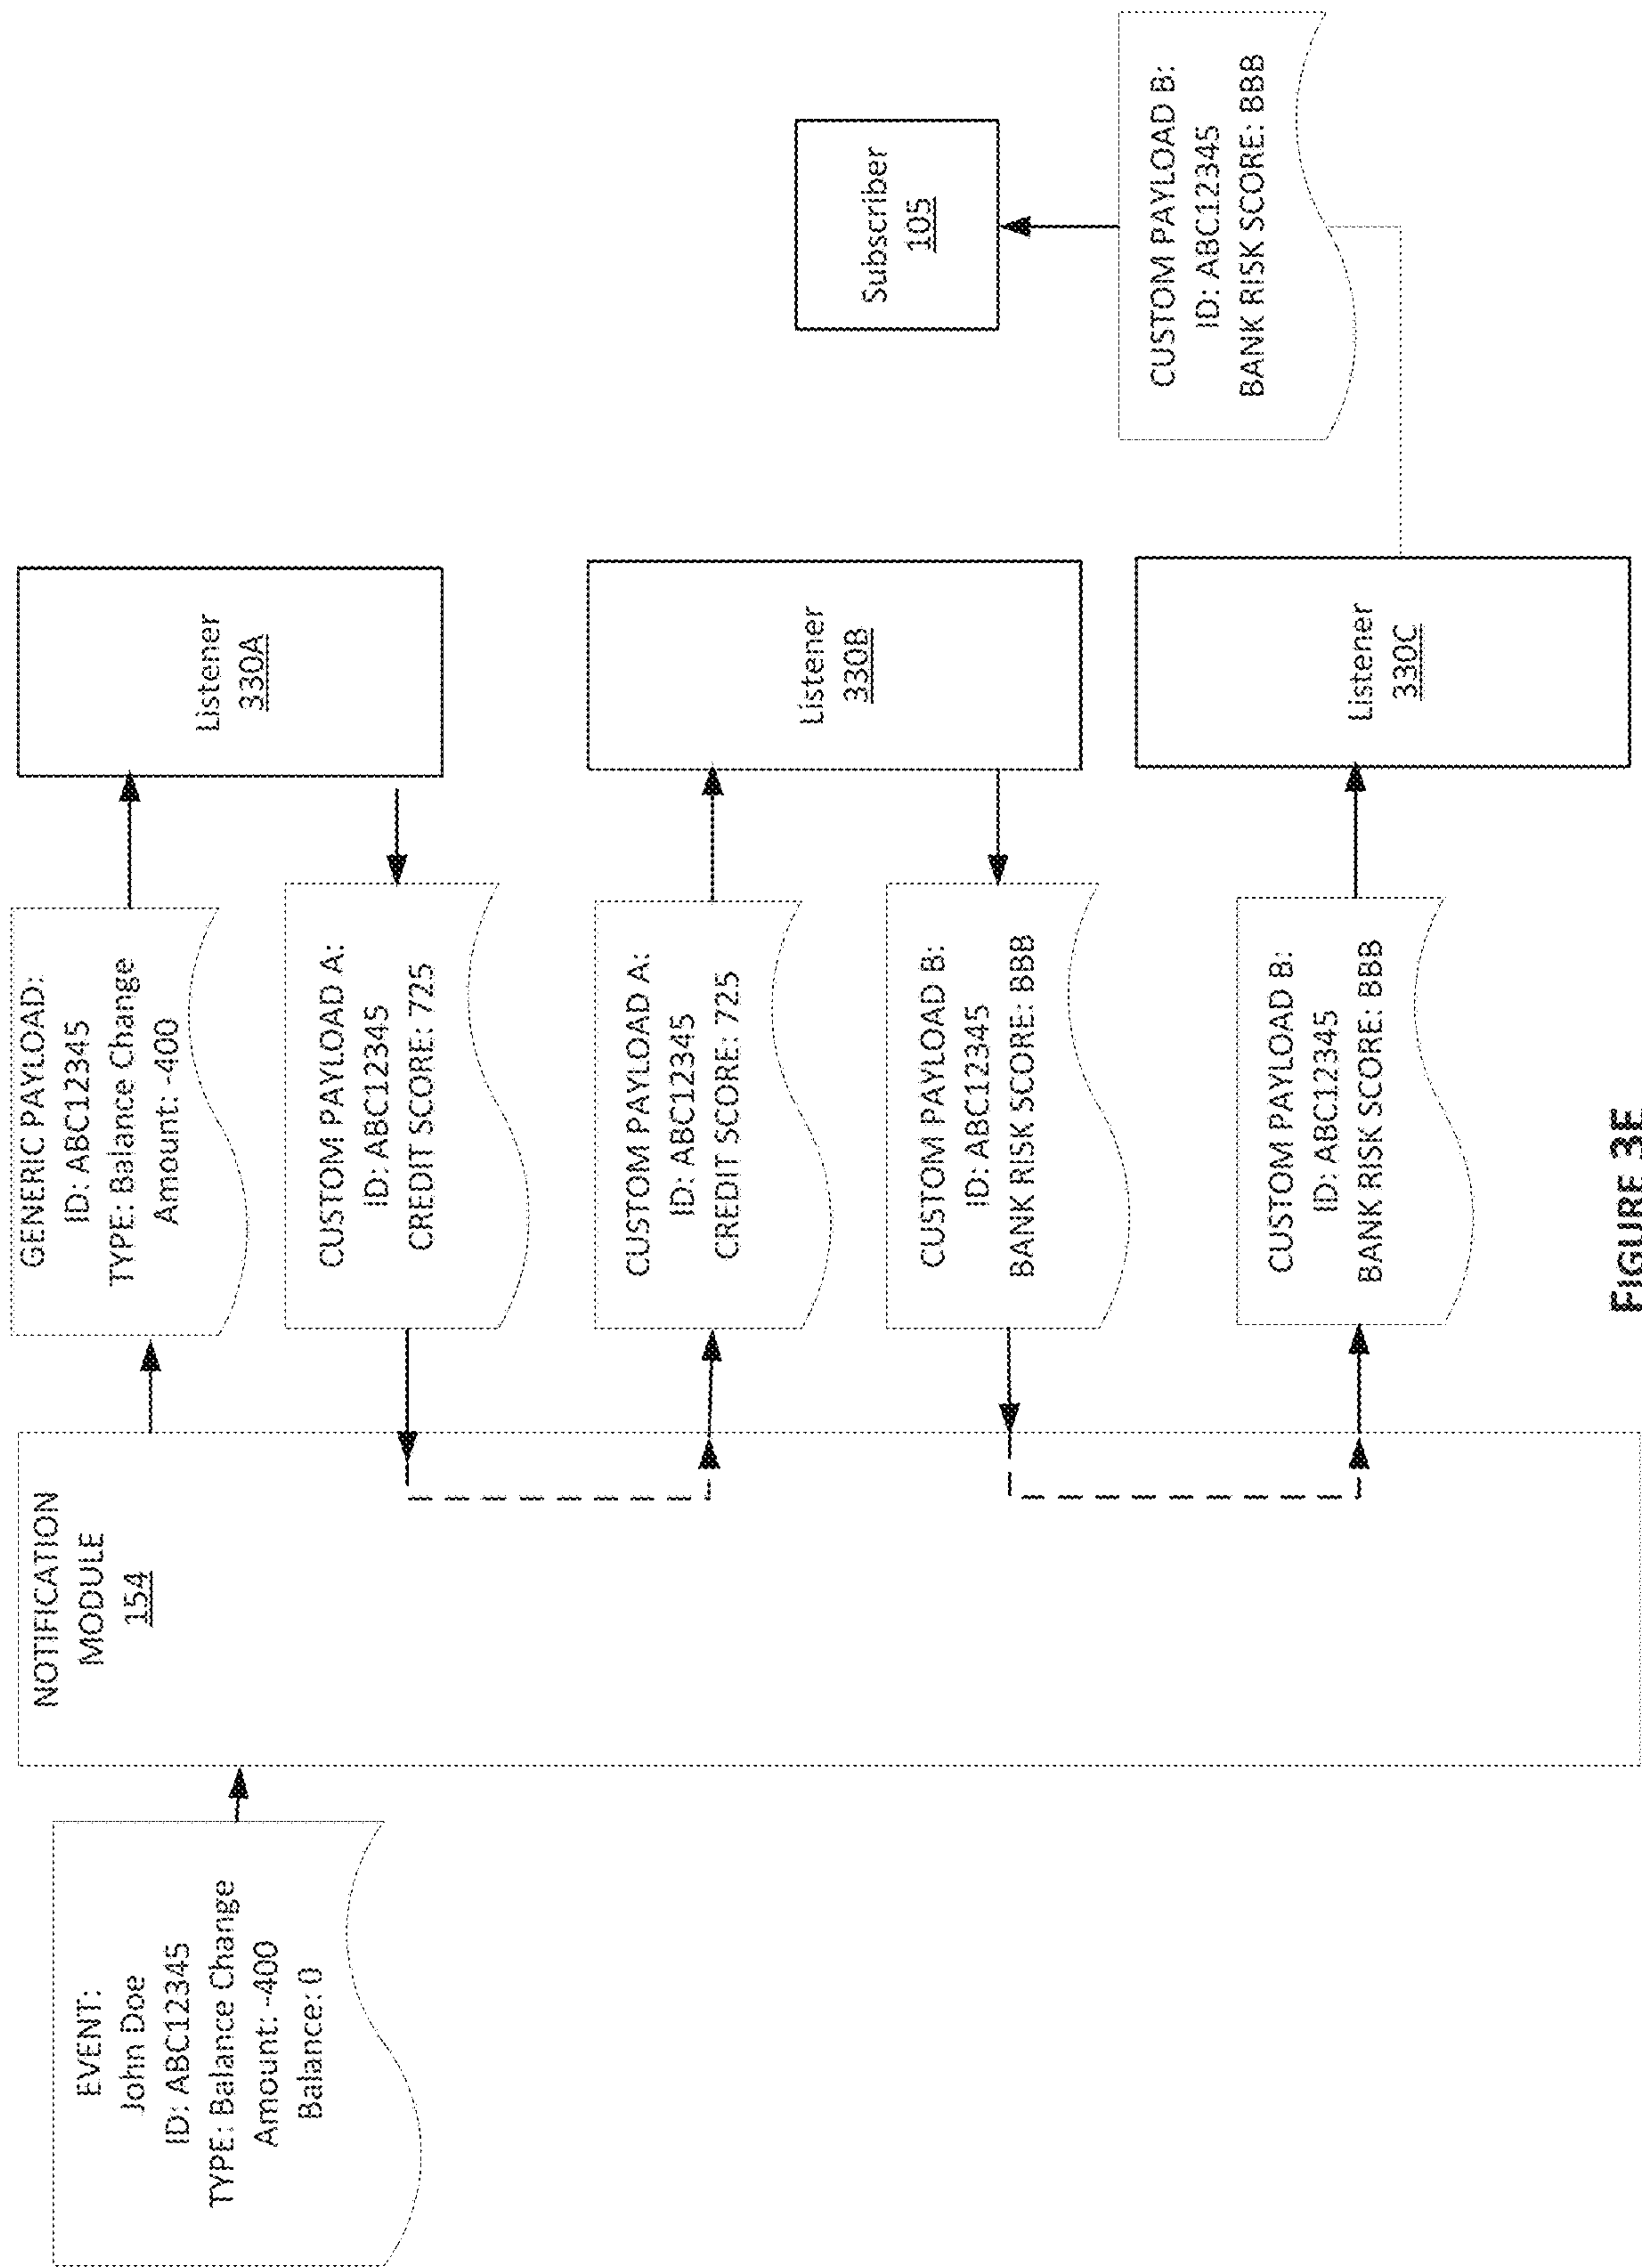 EVENT:
John Doe
ID: ABC12345
TYPE: Balance Change
Amount: -400
Balance: 0
NOTIFICATION
MODULE
154
GENERIC PAYLOAD:
ID: ABC12345
TYPE: Balance Change
Amount: -400
CUSTOM PAYLOAD A:
ID: ABC12345
CREDIT SCORE: 725
CUSTOM PAYLOAD A:
ID: ABC12345
CREDIT SCORE: 725
CUSTOM PAYLOAD B:
ID: ABC12345
BANK RISK SCORE: BBB
CUSTOM PAYLOAD B:
ID: ABC12345
BANK RISK SCORE: BBB
Listener
330A
Listener
330B
Listener
330C
Subscriber
105
CUSTOM PAYLOAD B:
ID: ABC12345
BANK RISK SCORE: BBB
FIGURE 3E